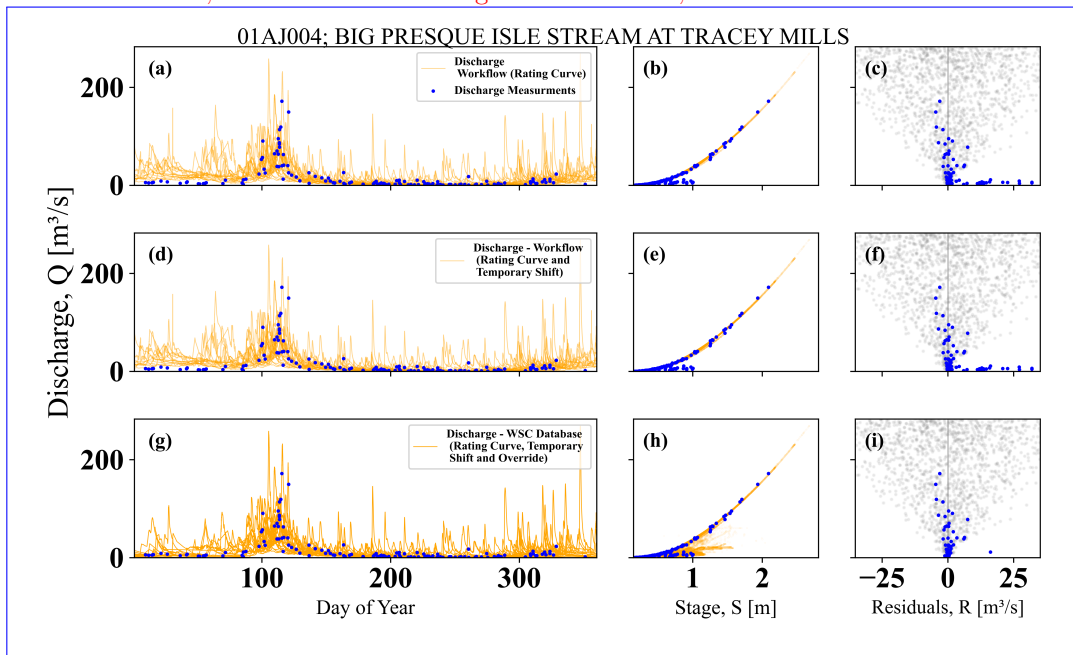 01AJ004; BIG PRESQUE ISLE STREAM AT TRACEY MILLS
(a)
Discharge
Workflow (Rating Curve)
Discharge Measurments
(b)
(c)
200
0
(d)
Discharge - Workflow
(Rating Curve and
Temporary Shift)
(e)
(f)
200
0
Discharge, Q [m³/s]
(g)
Discharge - WSC Database
(Rating Curve, Temporary
Shift and Override)
(h)
(i)
200
0
100 200 300
1 2
−25 0 25
Day of Year
Stage, S [m]
Residuals, R [m³/s]